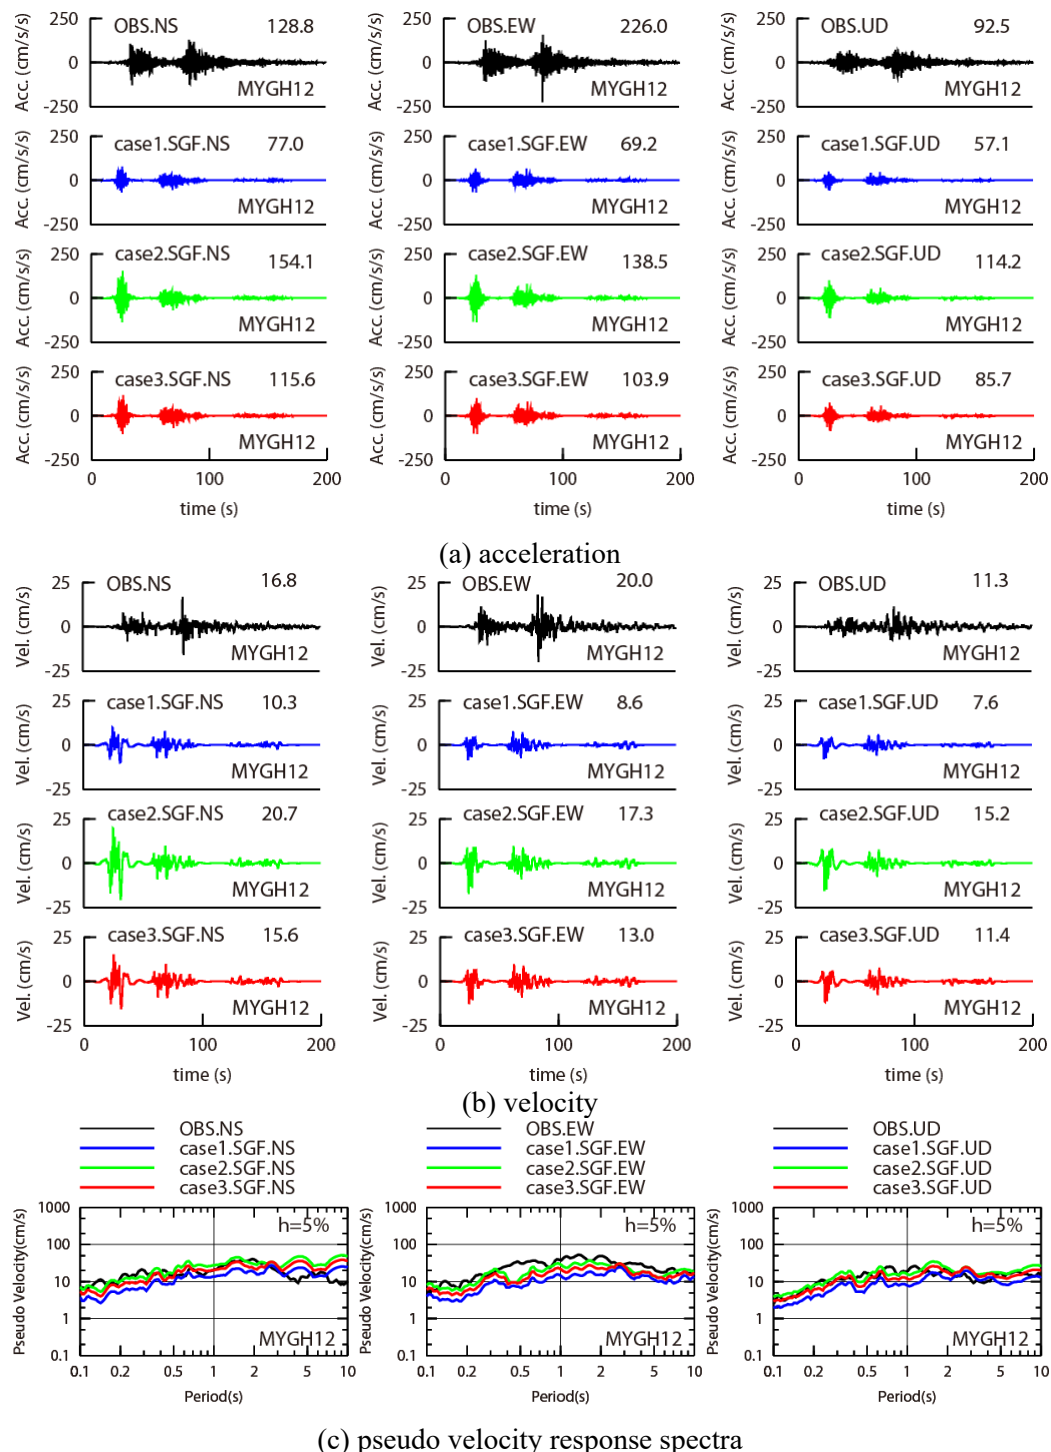 250 OBS.NS 128.8
Acc. (cm/s/s)
0
-250 MYGH12
250 OBS.EW 226.0
Acc. (cm/s/s)
0
-250 MYGH12
250 OBS.UD 92.5
Acc. (cm/s/s)
0
-250 MYGH12
250 case1.SGF.NS
77.0
Acc. (cm/s/s)
0
-250 MYGH12
250 case1.SGF.EW
69.2
Acc. (cm/s/s)
0
-250 MYGH12
250 case1.SGF.UD
57.1
Acc. (cm/s/s)
0
-250 MYGH12
250 case2.SGF.NS
154.1
Acc. (cm/s/s)
0
-250 MYGH12
250 case2.SGF.EW
138.5
Acc. (cm/s/s)
0
-250 MYGH12
250 case2.SGF.UD
114.2
Acc. (cm/s/s)
0
-250 MYGH12
250 case3.SGF.NS
115.6
Acc. (cm/s/s)
0
-250 MYGH12
0 100 200
time (s)
250 case3.SGF.EW
103.9
Acc. (cm/s/s)
0
-250 MYGH12
0 100 200
time (s)
250 case3.SGF.UD
85.7
Acc. (cm/s/s)
0
-250 MYGH12
0 100 200
time (s)
(a) acceleration
25 OBS.NS 16.8
Vel. (cm/s)
0
-25 MYGH12
25 OBS.EW 20.0
Vel. (cm/s)
0
-25 MYGH12
25 OBS.UD 11.3
Vel. (cm/s)
0
-25 MYGH12
25 case1.SGF.NS
10.3
Vel. (cm/s)
0
-25 MYGH12
25 case1.SGF.EW
8.6
Vel. (cm/s)
0
-25 MYGH12
25 case1.SGF.UD
7.6
Vel. (cm/s)
0
-25 MYGH12
25 case2.SGF.NS
20.7
Vel. (cm/s)
0
-25 MYGH12
25 case2.SGF.EW
17.3
Vel. (cm/s)
0
-25 MYGH12
25 case2.SGF.UD
15.2
Vel. (cm/s)
0
-25 MYGH12
25 case3.SGF.NS
15.6
Vel. (cm/s)
0
-25 MYGH12
0 100 200
time (s)
25 case3.SGF.EW
13.0
Vel. (cm/s)
0
-25 MYGH12
0 100 200
time (s)
25 case3.SGF.UD
11.4
Vel. (cm/s)
0
-25 MYGH12
0 100 200
time (s)
(b) velocity
OBS.NS
case1.SGF.NS
case2.SGF.NS
case3.SGF.NS
1000
100
10
1
0.1
Pseudo Velocity(cm/s)
h=5%
MYGH12
0.1 0.2 0.5 1 2 5 10
Period(s)
OBS.EW
case1.SGF.EW
case2.SGF.EW
case3.SGF.EW
1000
100
10
1
0.1
Pseudo Velocity(cm/s)
h=5%
MYGH12
0.1 0.2 0.5 1 2 5 10
Period(s)
OBS.UD
case1.SGF.UD
case2.SGF.UD
case3.SGF.UD
1000
100
10
1
0.1
Pseudo Velocity(cm/s)
h=5%
MYGH12
0.1 0.2 0.5 1 2 5 10
Period(s)
(c) pseudo velocity response spectra